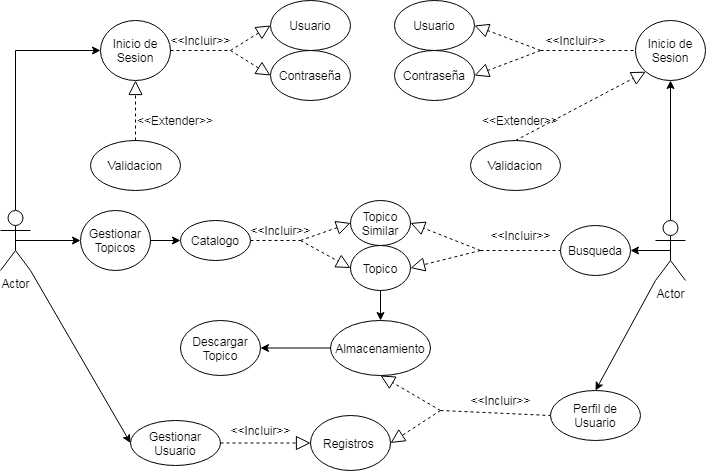 Usuario
Usuario
Inicio de
Sesion
<<Incluir>>
<<Incluir>>
Inicio de
Sesion
Contraseña
Contraseña
<<Extender>>
<<Extender>>
Validacion
Validacion
Topico
Similar
Gestionar
Topicos
Catalogo
<<Incluir>>
<<Incluir>>
Busqueda
Topico
Actor
Actor
Descargar
Topico
Almacenamiento
<<Incluir>>
Perfil de
Usuario
Gestionar
Usuario
<<Incluir>>
Registros